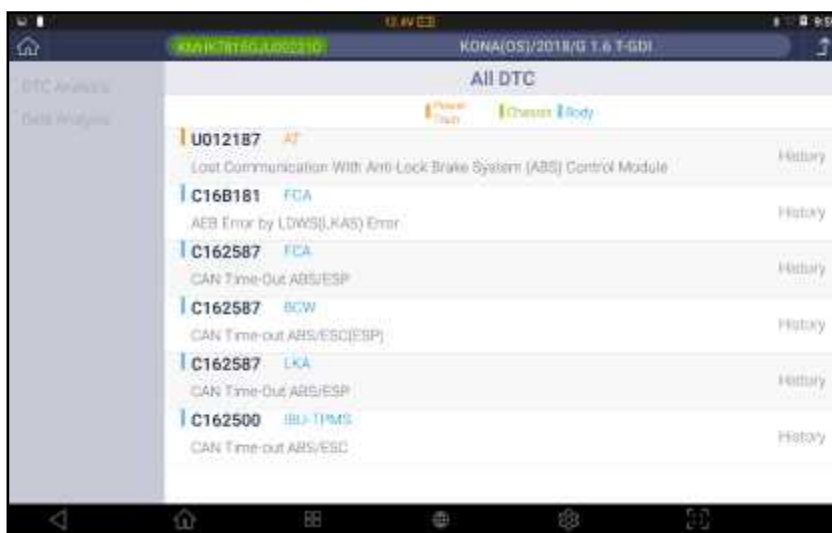 12.4V
9:5
KONA(OS)/2018/G 1.6 T-GDI
DTC Analysis
Data Analysis
All DTC
Power Train
Chassis
Body
U012187 AT
Lost Communication With Anti-Lock Brake System (ABS) Control Module
History
C16B181 FCA
AEB Error by LDWS(LKAS) Error
History
C162587 FCA
CAN Time-Out ABS/ESP
History
C162587 BCW
CAN Time-out ABS/ESC(ESP)
History
C162587 LKA
CAN Time-Out ABS/ESP
History
C162500 IBU-TPMS
CAN Time-out ABS/ESC
History